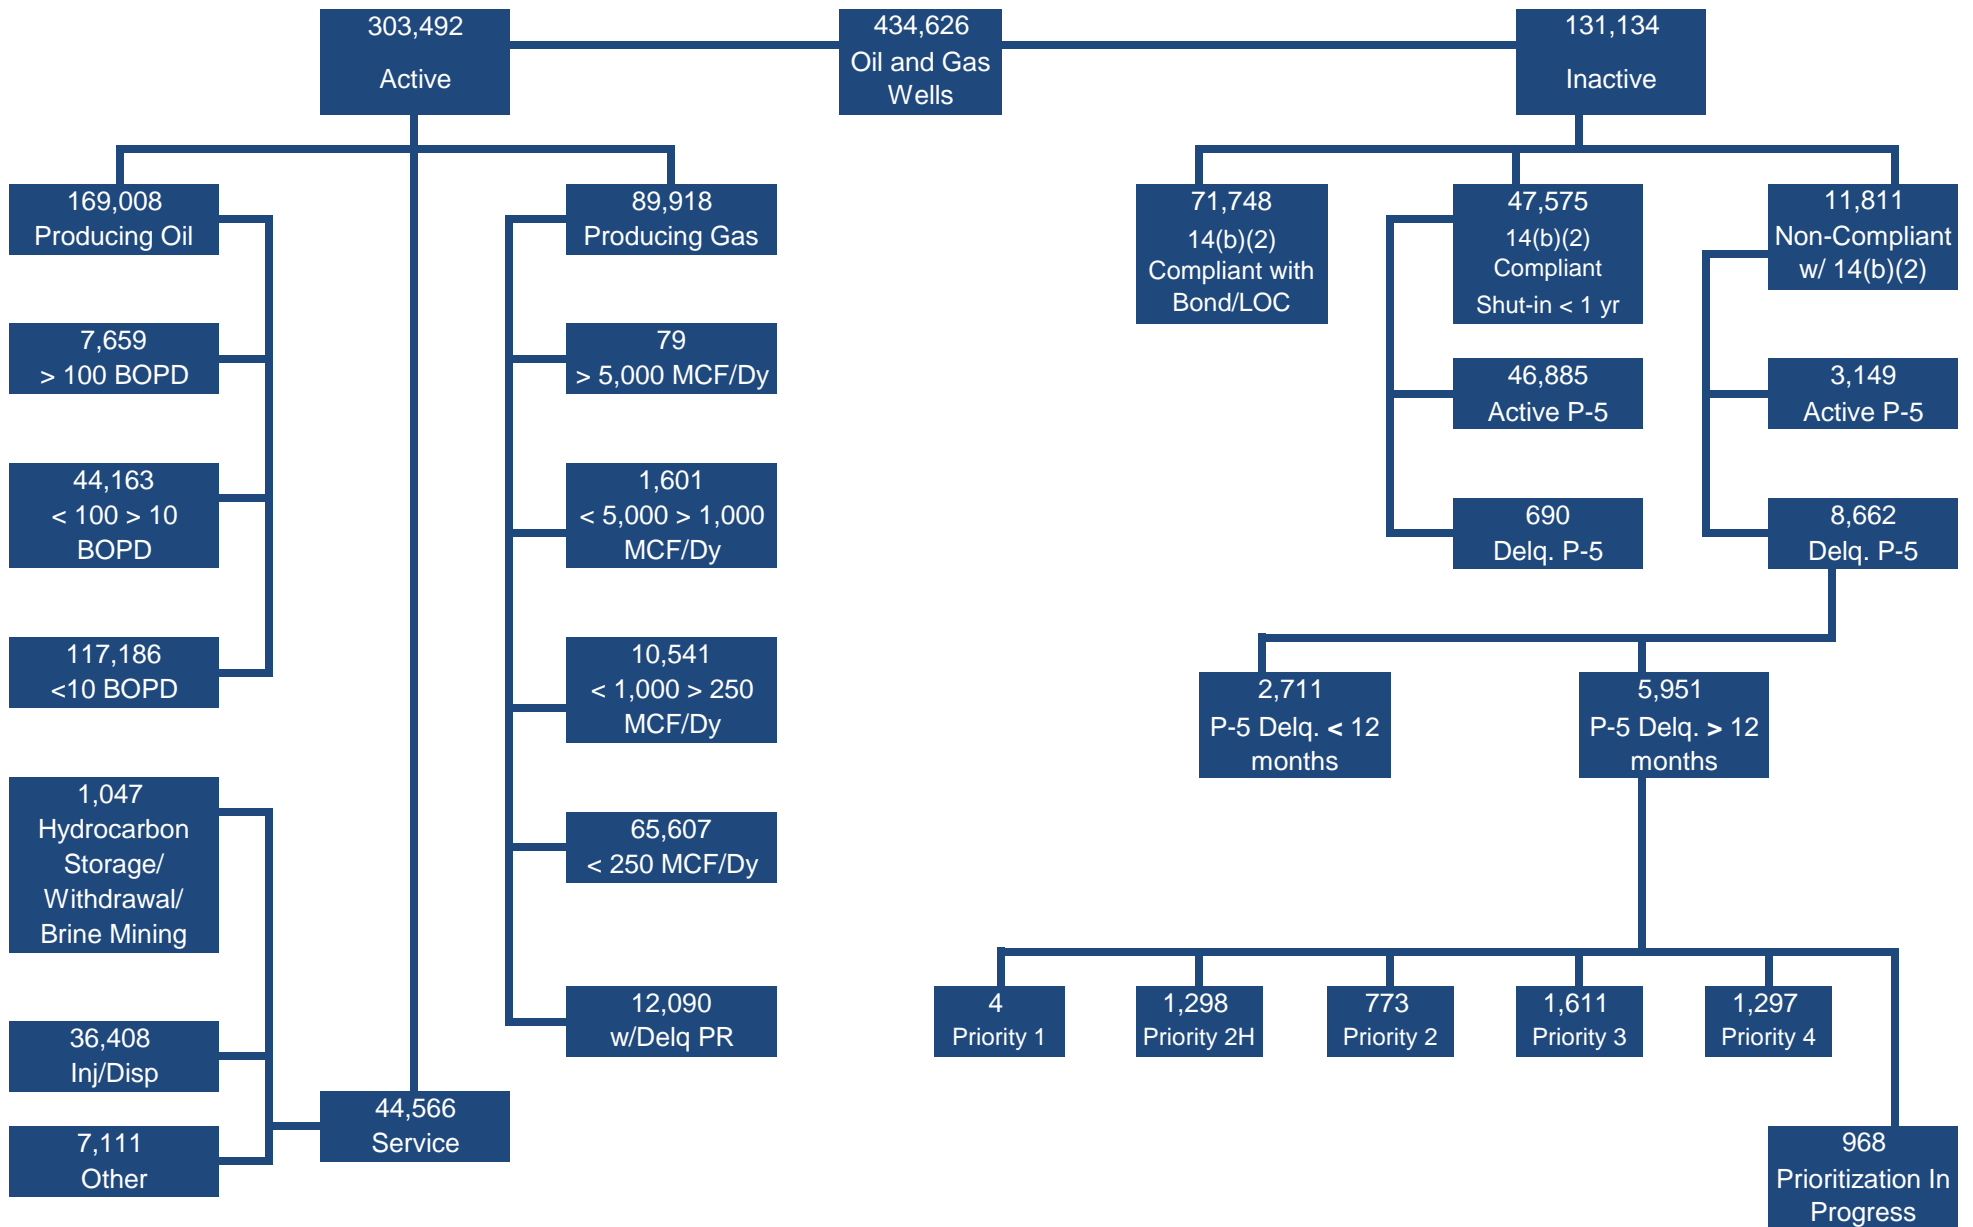 303,492
Active
434,626
Oil and Gas
Wells
131,134
Inactive
169,008
Producing Oil
89,918
Producing Gas
71,748
14(b)(2)
Compliant with
Bond/LOC
47,575
14(b)(2)
Compliant
Shut-in < 1 yr
11,811
Non-Compliant
w/ 14(b)(2)
7,659
> 100 BOPD
79
> 5,000 MCF/Dy
46,885
Active P-5
3,149
Active P-5
44,163
< 100 > 10
BOPD
1,601
< 5,000 > 1,000
MCF/Dy
690
Delq. P-5
8,662
Delq. P-5
117,186
<10 BOPD
10,541
< 1,000 > 250
MCF/Dy
2,711
P-5 Delq. < 12
months
5,951
P-5 Delq. > 12
months
1,047
Hydrocarbon
Storage/
Withdrawal/
Brine Mining
65,607
< 250 MCF/Dy
12,090
w/Delq PR
4
Priority 1
1,298
Priority 2H
773
Priority 2
1,611
Priority 3
1,297
Priority 4
36,408
Inj/Disp
44,566
Service
7,111
Other
968
Prioritization In
Progress